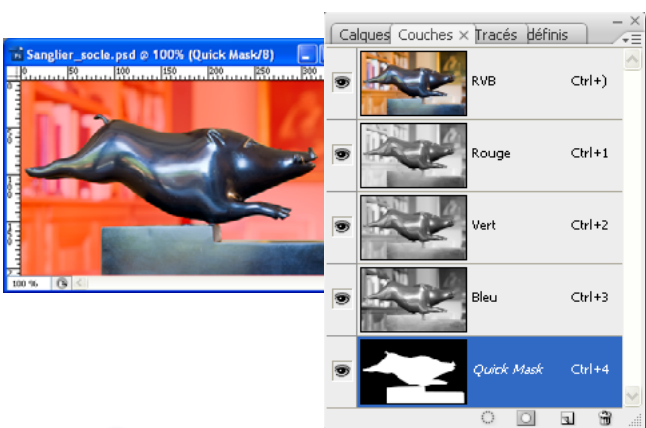 Sanglier_socle.psd @ 100% (Quick Mask/8)
0 50 100 150 200 250 300
100 %
Calques Couches × Tracés définis
RVB Ctrl+)
Rouge Ctrl+1
Vert Ctrl+2
Bleu Ctrl+3
Quick Mask Ctrl+4